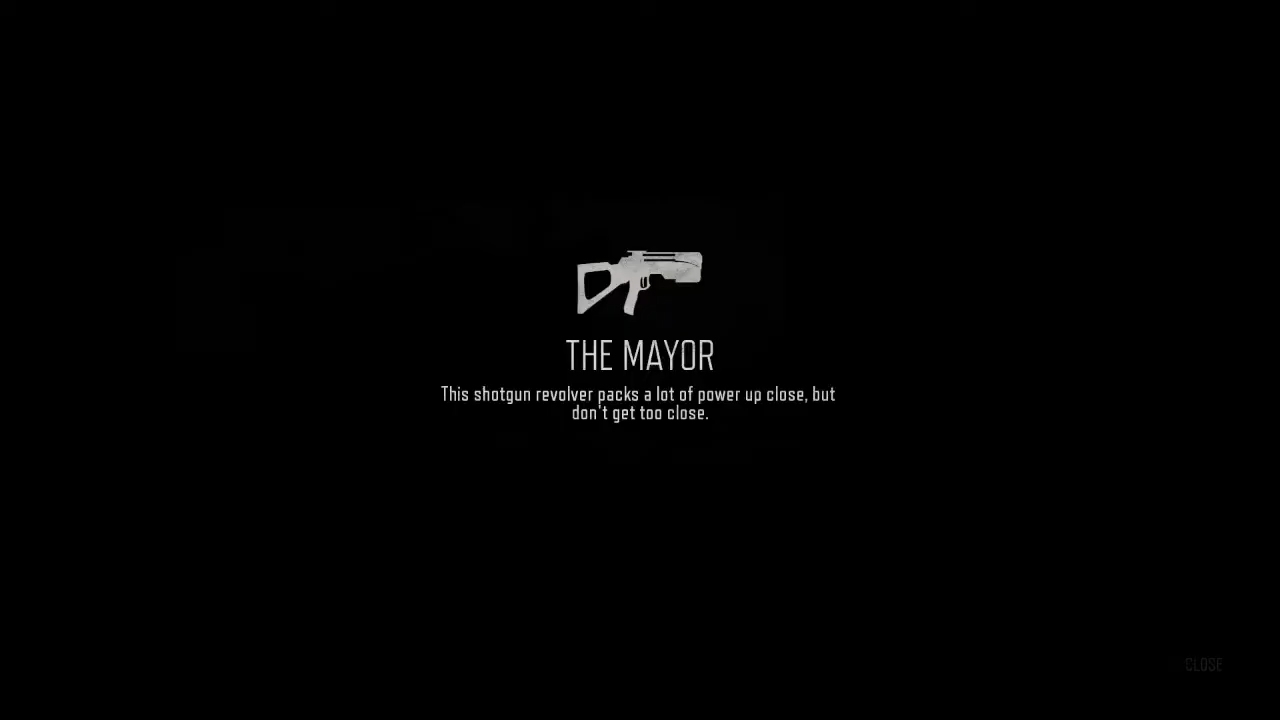 THE MAYOR
This shotgun revolver packs a lot of power up close, but
don't get too close.
CLOSE